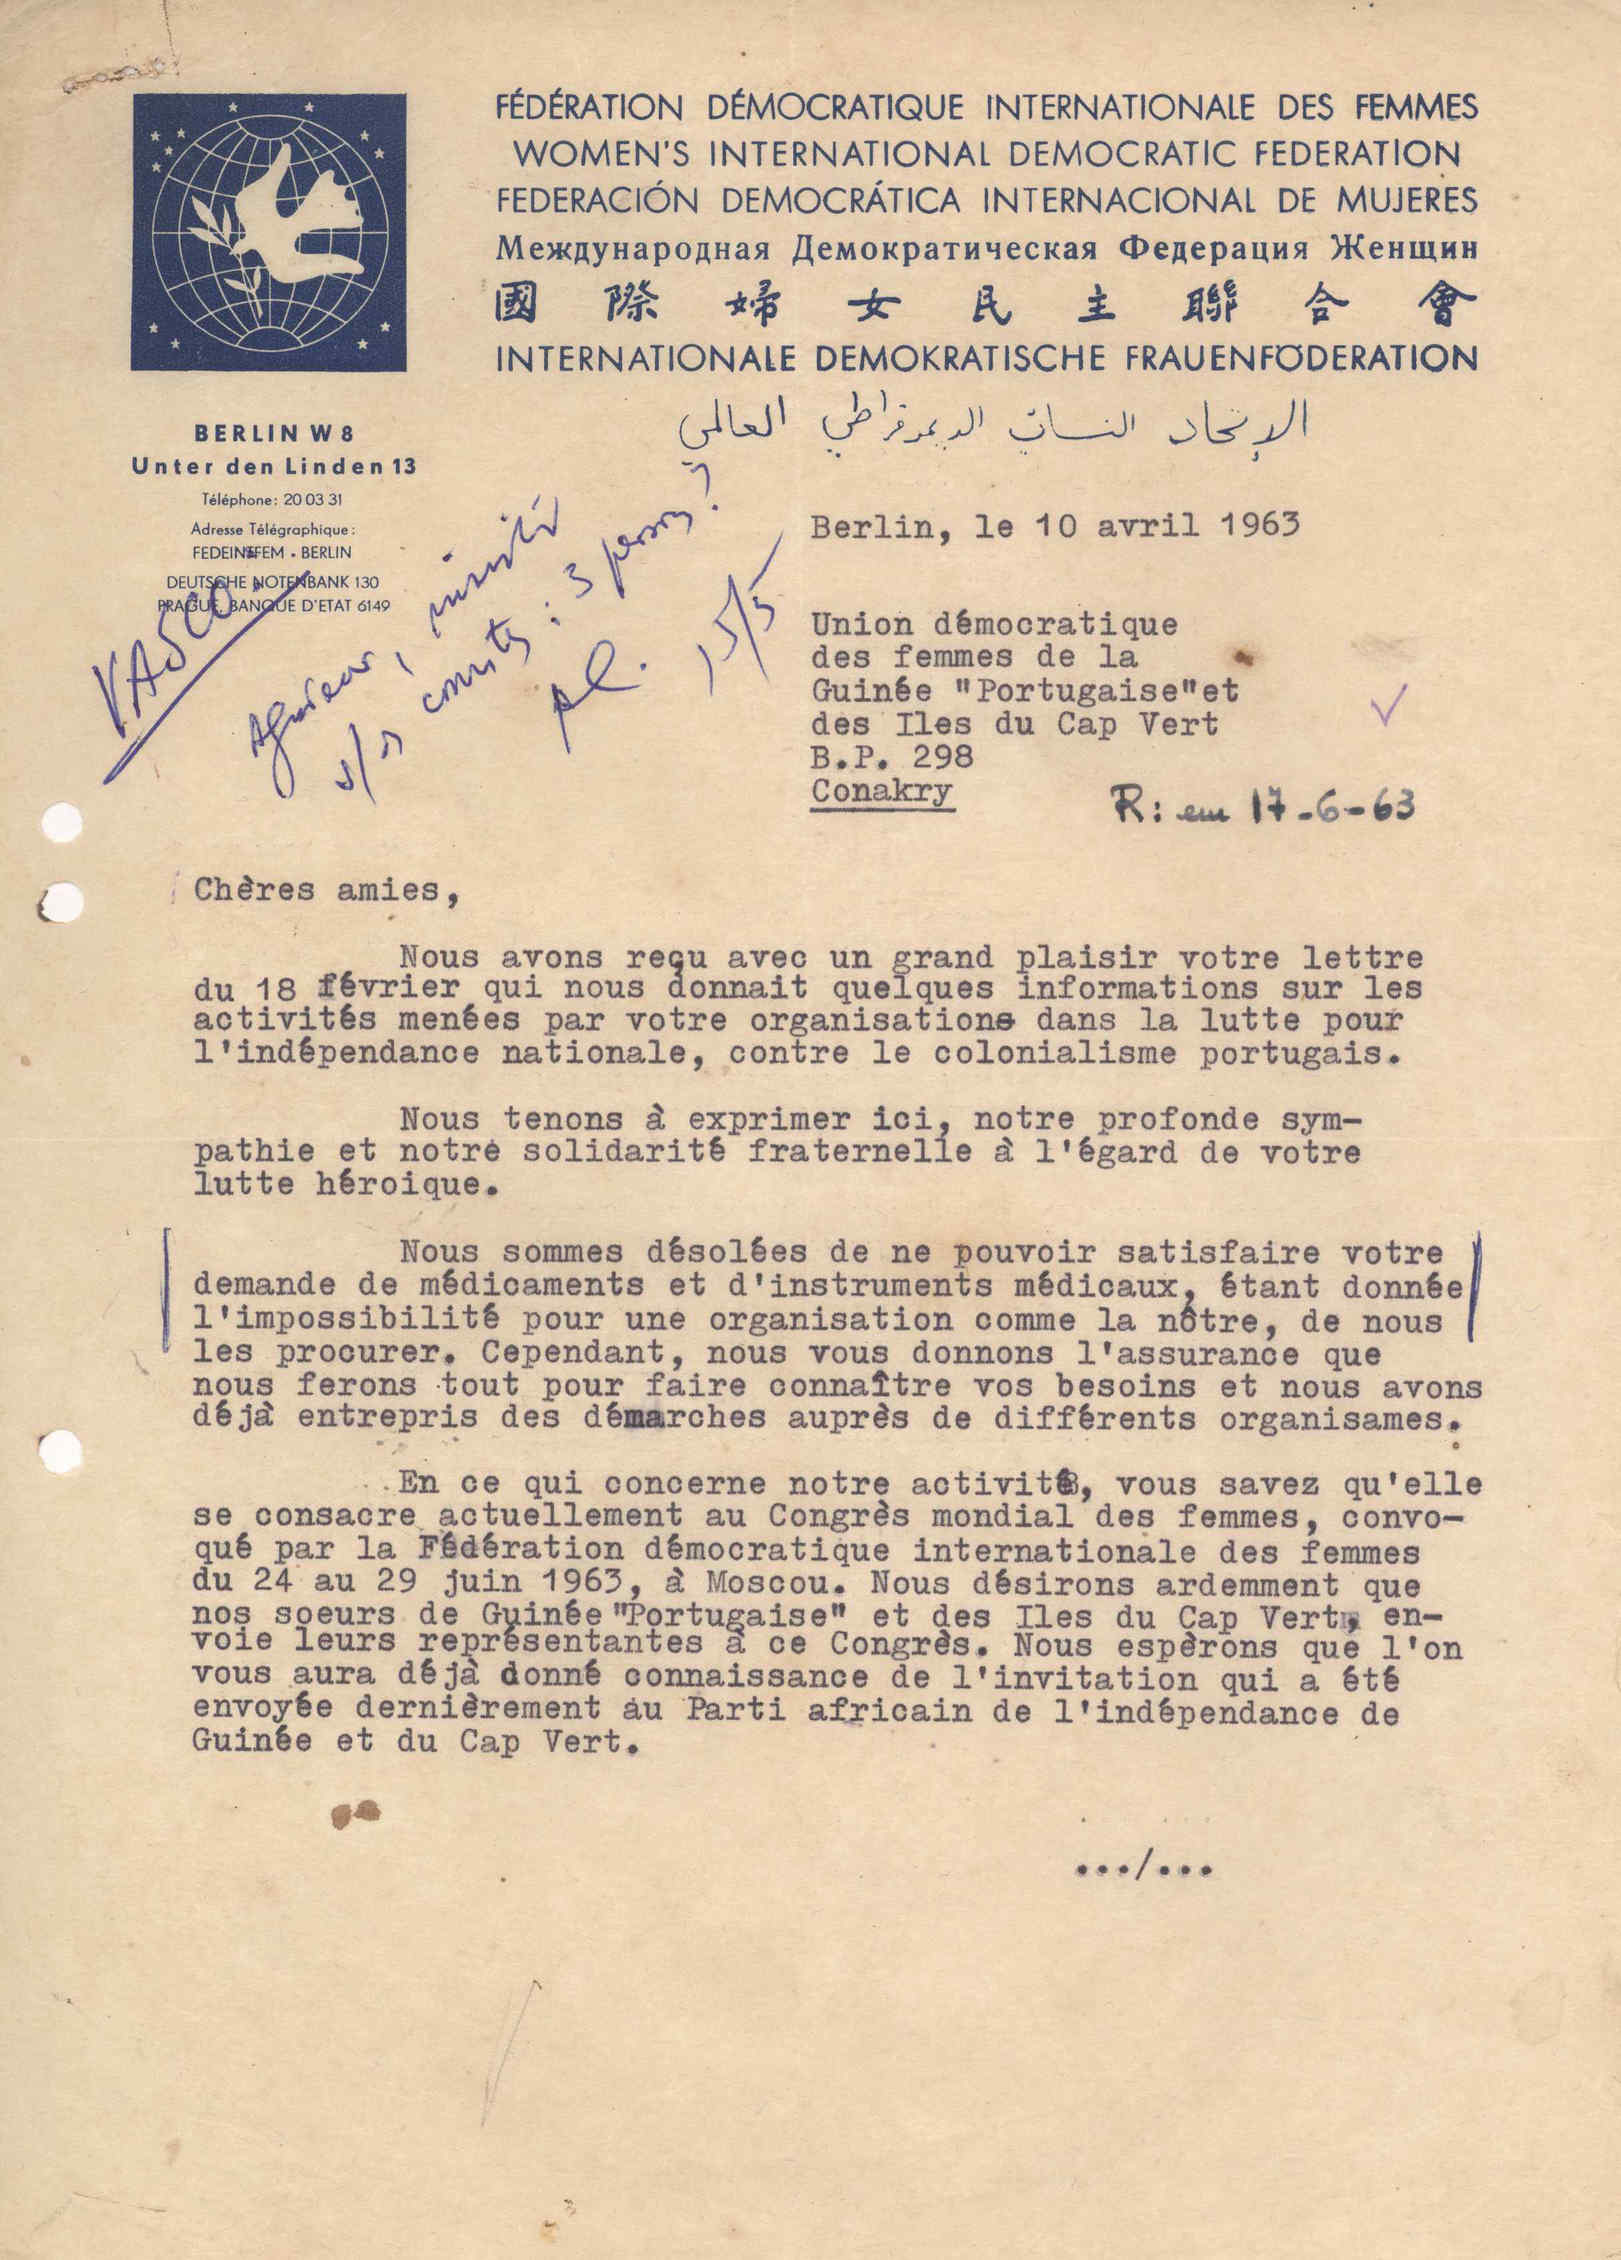 FÉDÉRATION DÉMOCRATIQUE INTERNATIONALE DES FEMMES
WOMEN'S INTERNATIONAL DEMOCRATIC FEDERATION
FEDERACIÓN DEMOCRÁTICA INTERNACIONAL DE MUJERES
Международная Демократическая Федерация Женщин
國際婦女民主聯合會
INTERNATIONALE DEMOKRATISCHE FRAUENFÖDERATION
الإتحاد النسائي الديمقراطي العالمي
BERLIN W 8
Unter den Linden 13
Téléphone: 20 03 31
Adresse Télégraphique:
FEDEINTFEM - BERLIN
DEUTSCHE NOTENBANK 130
PRAGUE, BANQUE D'ETAT 6149
VASCO
3
15/5
Berlin, le 10 avril 1963
Union démocratique
des femmes de la
Guinée "Portugaise"et
des Iles du Cap Vert
B.P. 298
Conakry
R: em 17-6-63
Chères amies,
Nous avons reçu avec un grand plaisir votre lettre
du 18 février qui nous donnait quelques informations sur les
activités menées par votre organisation dans la lutte pour
l'indépendance nationale, contre le colonialisme portugais.
Nous tenons à exprimer ici, notre profonde sym-
pathie et notre solidarité fraternelle à l'égard de votre
lutte héroique.
Nous sommes désolées de ne pouvoir satisfaire votre
demande de médicaments et d'instruments médicaux, étant donnée
l'impossibilité pour une organisation comme la nôtre, de nous
les procurer. Cependant, nous vous donnons l'assurance que
nous ferons tout pour faire connaître vos besoins et nous avons
déjà entrepris des démarches auprès de différents organisames.
En ce qui concerne notre activité, vous savez qu'elle
se consacre actuellement au Congrès mondial des femmes, convo-
qué par la Fédération démocratique internationale des femmes
du 24 au 29 juin 1963, à Moscou. Nous désirons ardemment que
nos soeurs de Guinée "Portugaise" et des Iles du Cap Vert, en-
voie leurs représentantes à ce Congrès. Nous espèrons que l'on
vous aura déjà donné connaissance de l'invitation qui a été
envoyée dernièrement au Parti africain de l'indépendance de
Guinée et du Cap Vert.
.../...